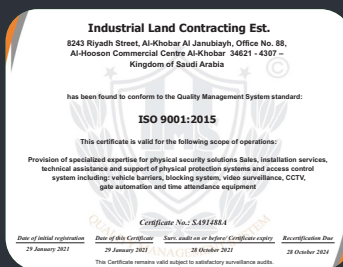 Industrial Land Contracting Est.
8243 Riyadh Street, Al-Khobar Al Janubiayh, Office No. 88,
Al-Hooson Commercial Centre Al-Khobar 34621 - 4307 –
Kingdom of Saudi Arabia
has been found to conform to the Quality Management System standard:
ISO 9001:2015
This certificate is valid for the following scope of operations:
Provision of specialized expertise for physical security solutions Sales, installation services,
technical assistance and support of physical protection systems and access control
system including: vehicle barriers, blocking system, video surveillance, CCTV,
gate automation and time attendance equipment
Certificate No.: SA91488A
Date of initial registration Date of this Certificate Surv. audit on or before/ Certificate expiry Recertification Due
29 January 2021 29 January 2021 28 October 2021 28 October 2024
This Certificate remains valid subject to satisfactory surveillance audits.